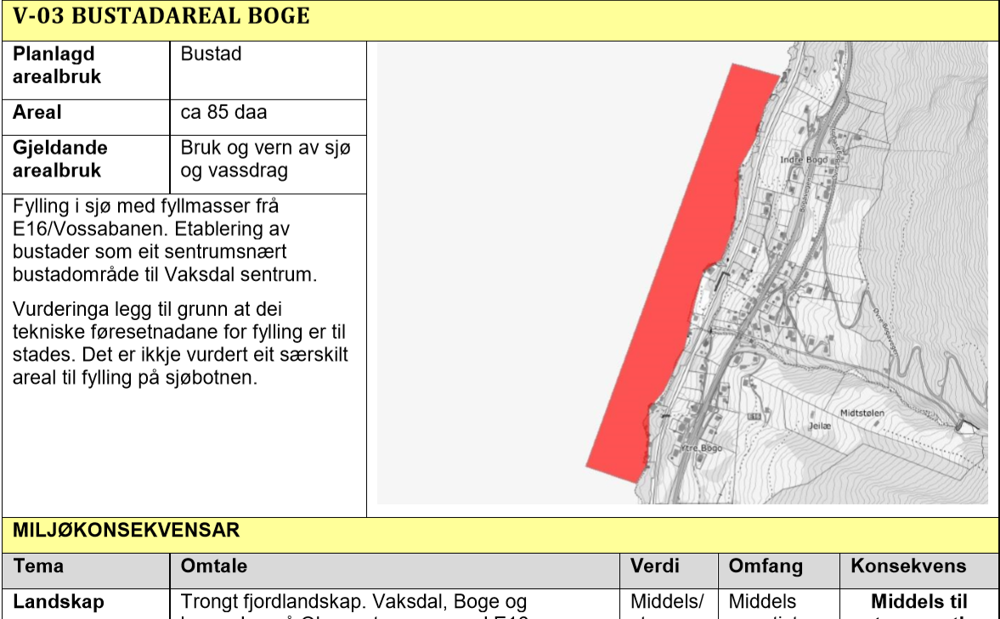 V-03 BUSTADAREAL BOGE
Planlagd
arealbruk
Bustad
Areal
ca 85 daa
Gjeldande
arealbruk
Bruk og vern av sjø
og vassdrag
Fylling i sjø med fyllmasser frå
E16/Vossabanen. Etablering av
bustader som eit sentrumsnært
bustadområde til Vaksdal sentrum.
Vurderinga legg til grunn at dei
tekniske føresetnadane for fylling er til
stades. Det er ikkje vurdert eit særskilt
areal til fylling på sjøbotnen.
Indre Bogo
Bogavegen
Øvre Bogavegen
Midtstølen
E16
Jeilæ
Ytre Bogo
MILJØKONSEKVENSAR
Tema Omtale Verdi Omfang Konsekvens
Landskap Trongt fjordlandskap. Vaksdal, Boge og Middels/ Middels Middels til